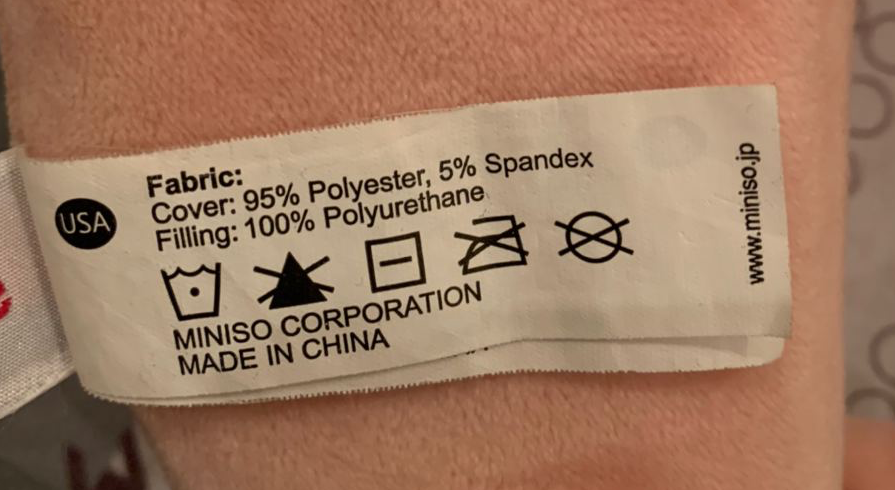 USA
Fabric:
Cover: 95% Polyester, 5% Spandex
Filling: 100% Polyurethane
MINISO CORPORATION
MADE IN CHINA
www.miniso.jp